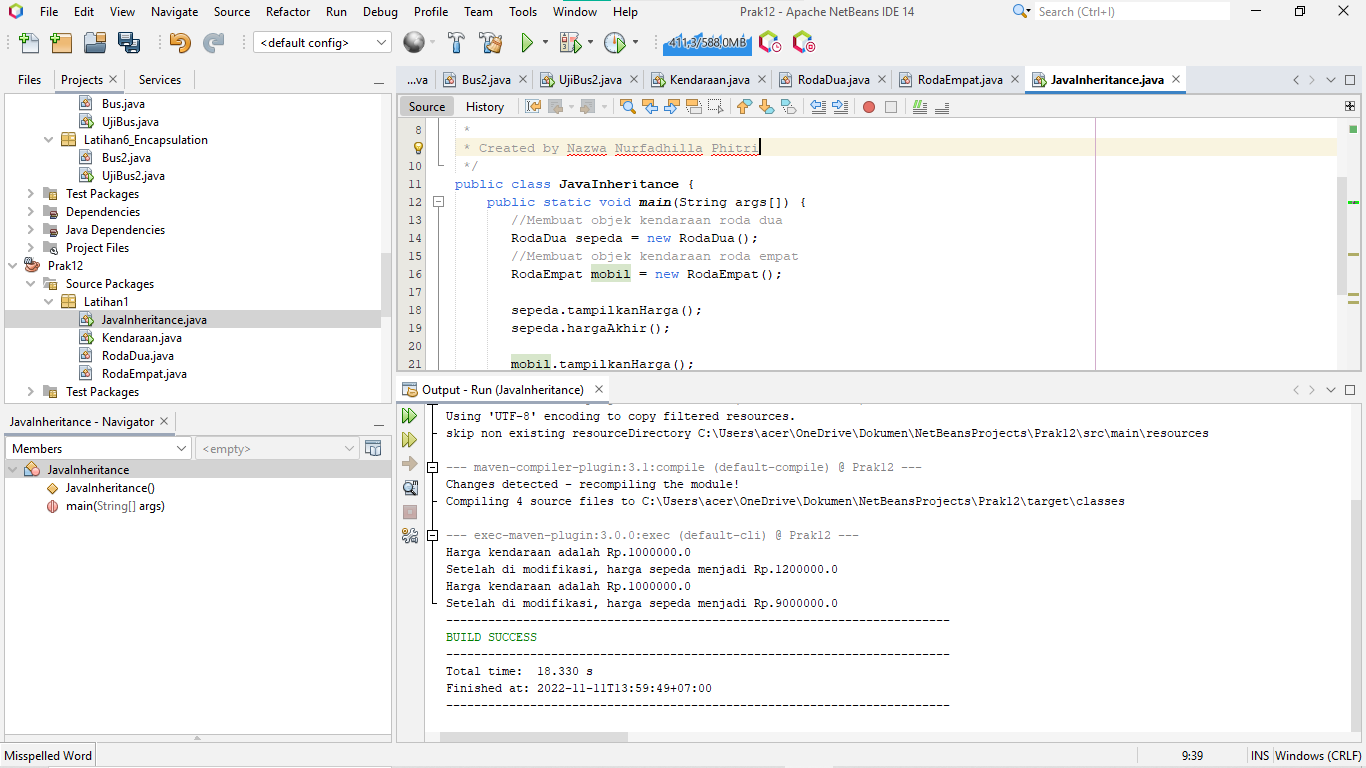 File Edit View Navigate Source Refactor Run Debug Profile Team Tools Window Help Prak12 - Apache NetBeans IDE 14 Search (Ctrl+I)
<default config> 411,3/588,0MB
Files Projects Services
...va Bus2.java UjiBus2.java Kendaraan.java RodaDua.java RodaEmpat.java JavaInheritance.java
Source History
Bus.java
UjiBus.java
Latihan6_Encapsulation
Bus2.java
UjiBus2.java
Test Packages
Dependencies
Java Dependencies
Project Files
Prak12
Source Packages
Latihan1
JavaInheritance.java
Kendaraan.java
RodaDua.java
RodaEmpat.java
Test Packages
8 *
* Created by Nazwa Nurfadhilla Phitri
10 */
11 public class JavaInheritance {
12 public static void main(String args[]) {
13 //Membuat objek kendaraan roda dua
14 RodaDua sepeda = new RodaDua();
15 //Membuat objek kendaraan roda empat
16 RodaEmpat mobil = new RodaEmpat();
17
18 sepeda.tampilkanHarga();
19 sepeda.hargaAkhir();
20
21 mobil.tampilkanHarga();
JavaInheritance - Navigator
Members <empty>
JavaInheritance
JavaInheritance()
main(String[] args)
Output - Run (JavaInheritance)
Using 'UTF-8' encoding to copy filtered resources.
skip non existing resourceDirectory C:\Users\acer\OneDrive\Dokumen\NetBeansProjects\Prak12\src\main\resources
--- maven-compiler-plugin:3.1:compile (default-compile) @ Prak12 ---
Changes detected - recompiling the module!
Compiling 4 source files to C:\Users\acer\OneDrive\Dokumen\NetBeansProjects\Prak12\target\classes
--- exec-maven-plugin:3.0.0:exec (default-cli) @ Prak12 ---
Harga kendaraan adalah Rp.1000000.0
Setelah di modifikasi, harga sepeda menjadi Rp.1200000.0
Harga kendaraan adalah Rp.1000000.0
Setelah di modifikasi, harga sepeda menjadi Rp.9000000.0
------------------------------------------------------------------------
BUILD SUCCESS
------------------------------------------------------------------------
Total time: 18.330 s
Finished at: 2022-11-11T13:59:49+07:00
------------------------------------------------------------------------
Misspelled Word 9:39 INS Windows (CRLF)